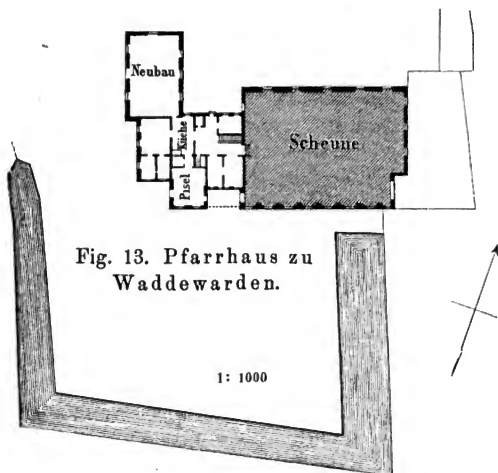 Neubau
Küche
Scheune
Pisel
Fig. 13. Pfarrhaus zu
Waddewarden.
1: 1000